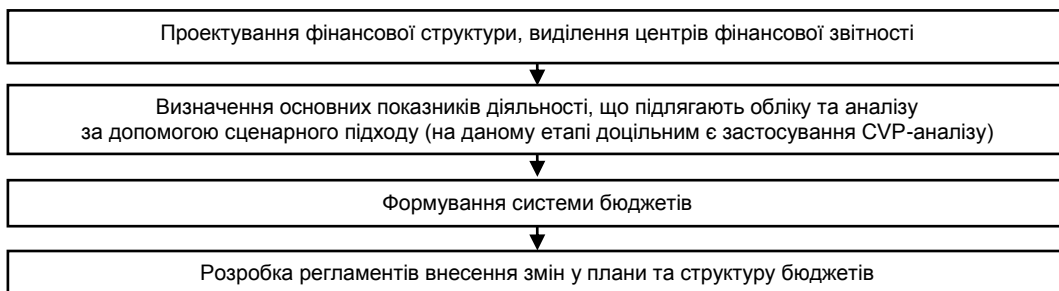 Проектування фінансової структури, виділення центрів фінансової звітності
Визначення основних показників діяльності, що підлягають обліку та аналізу
за допомогою сценарного підходу (на даному етапі доцільним є застосування CVP-аналізу)
Формування системи бюджетів
Розробка регламентів внесення змін у плани та структуру бюджетів